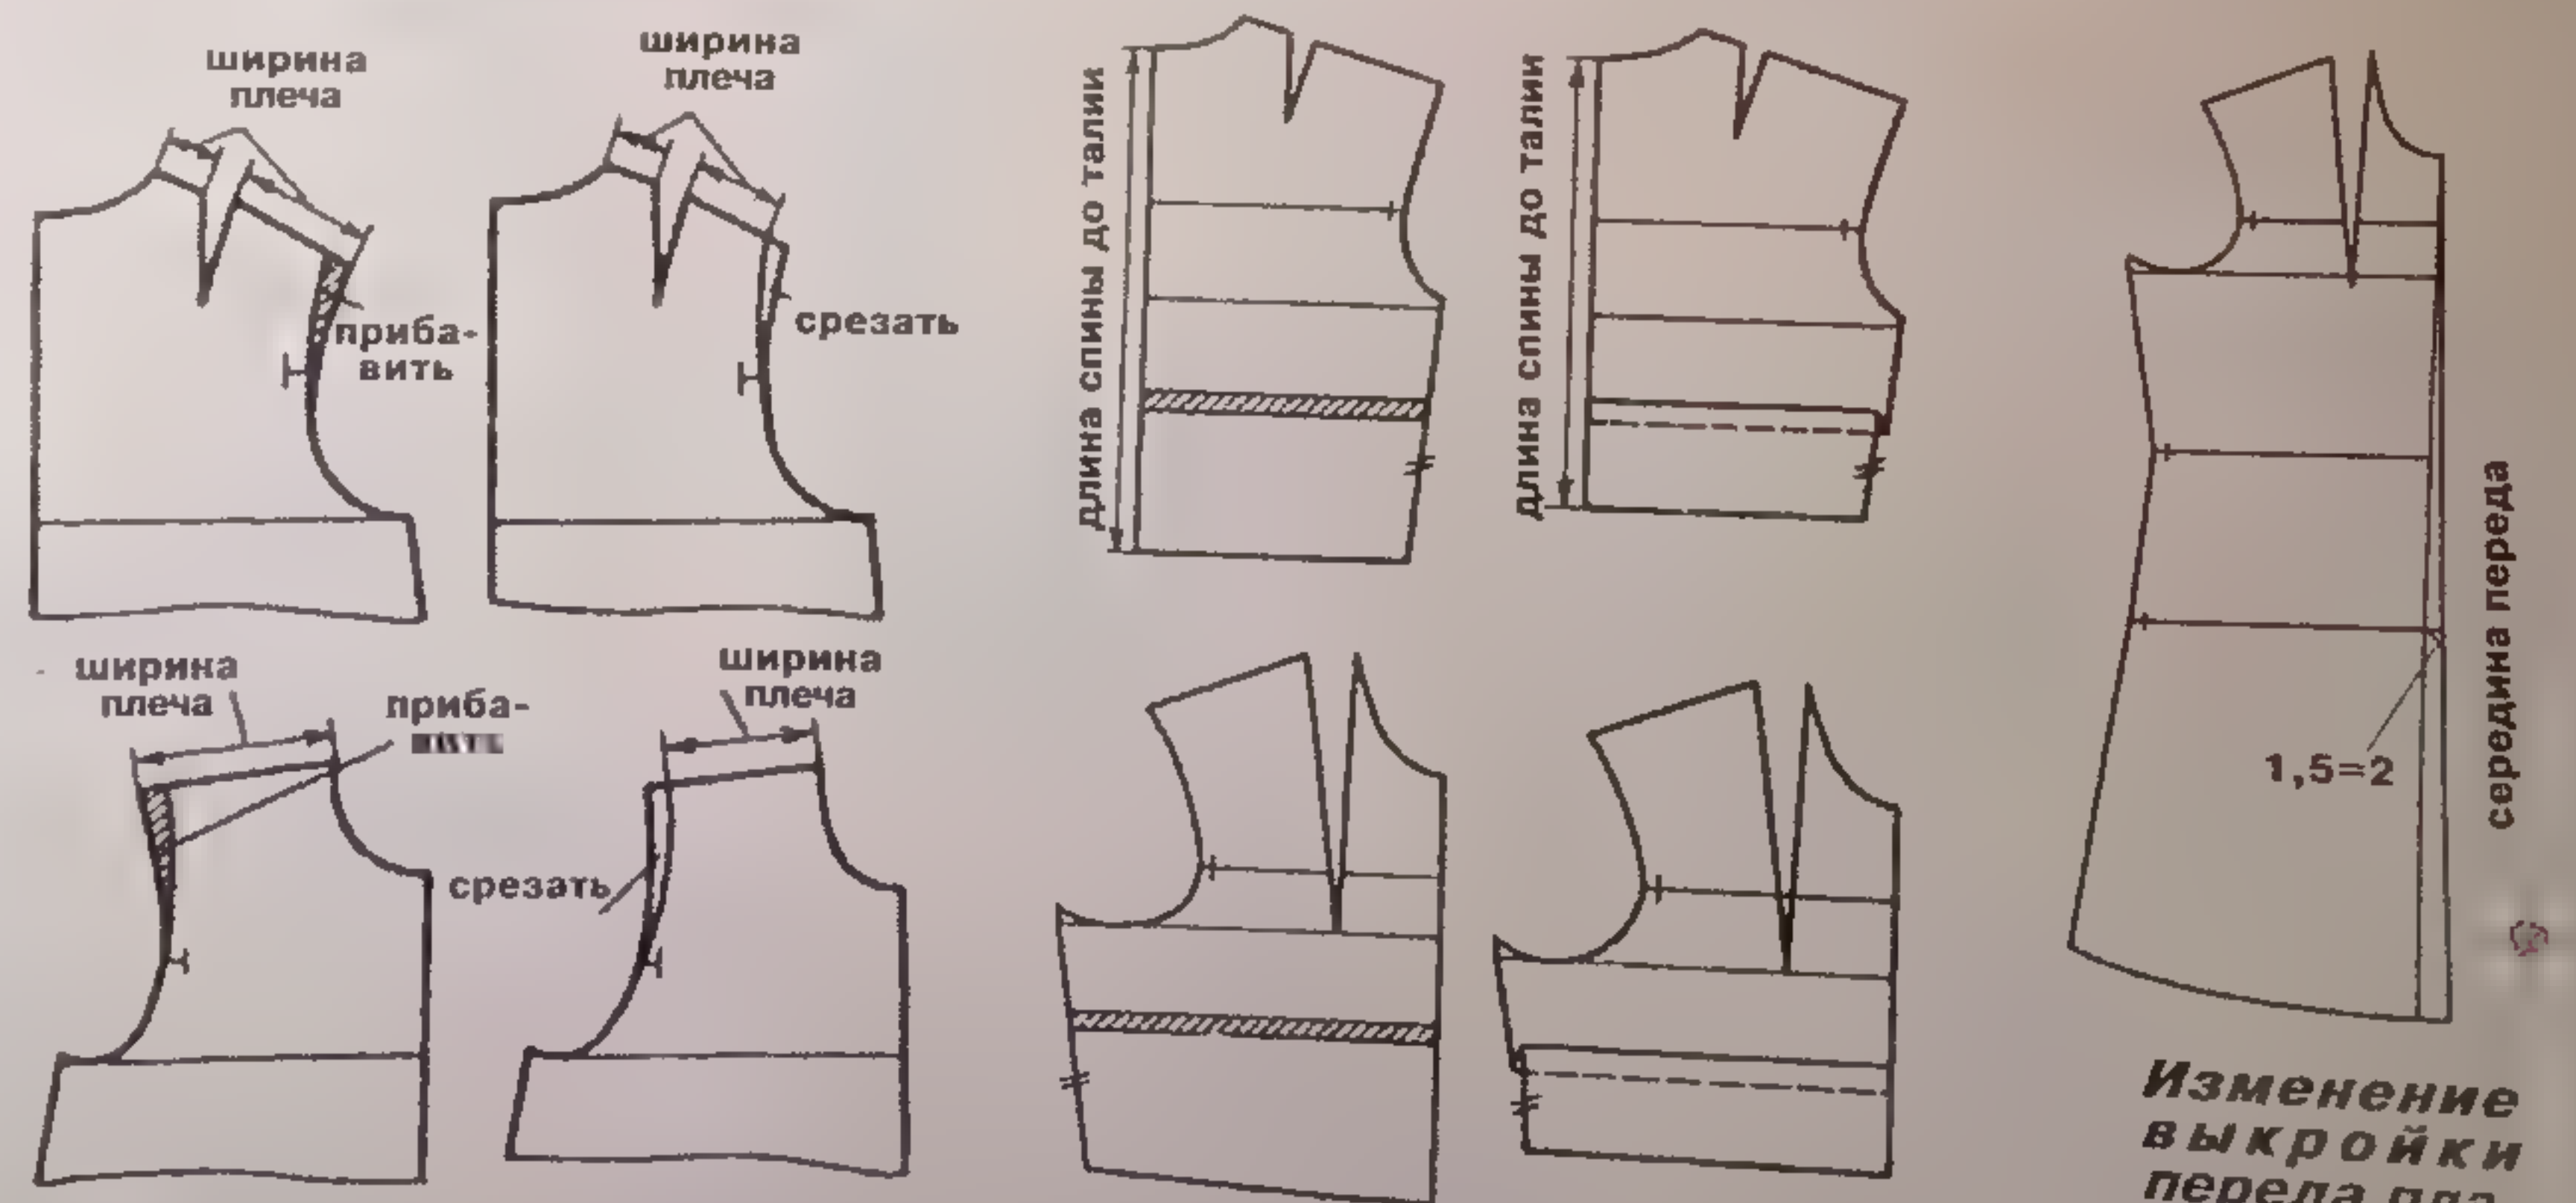 ширина
плеча
приба-
вить
ширина
плеча
срезать
длина спины до талии
длина спины до талии
середина переда
1,5=2
ширина
плеча
приба-
ширина
плеча
срезать
Изменение
выкройки
переда